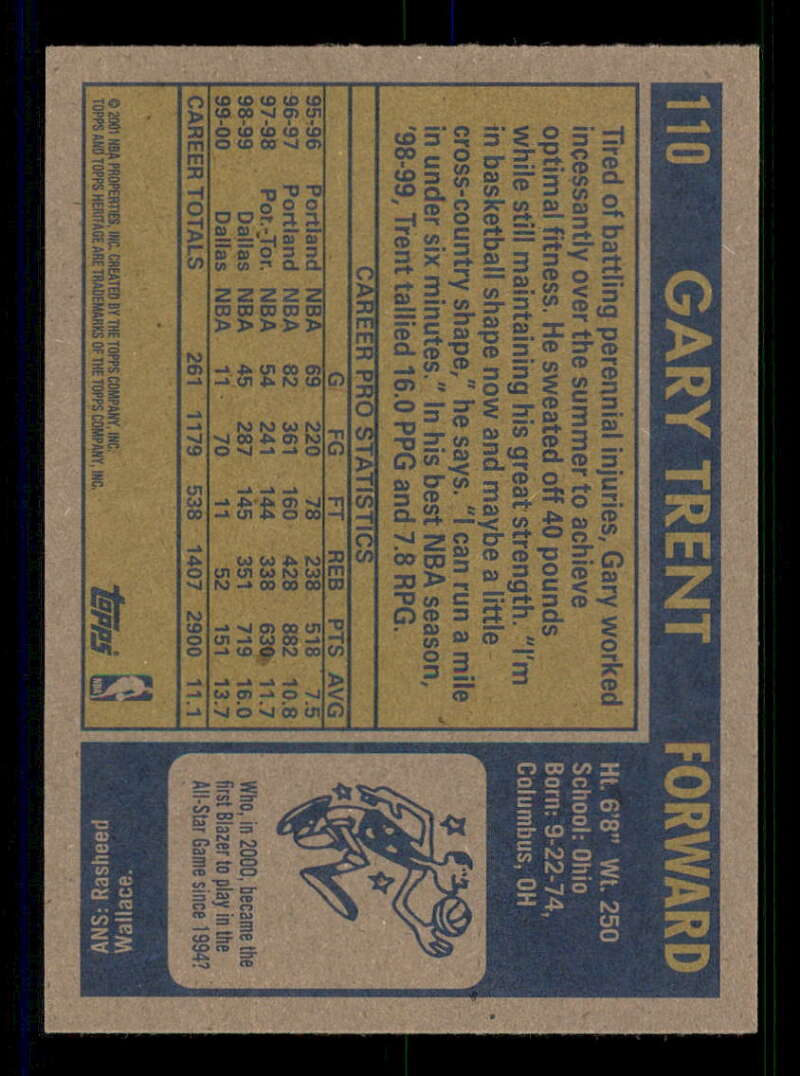 110 GARY TRENT FORWARD
Tired of battling perennial injuries, Gary worked
incessantly over the summer to achieve
optimal fitness. He sweated off 40 pounds
while still maintaining his great strength. "I'm
in basketball shape now and maybe a little
cross-country shape," he says. "I can run a mile
in under six minutes." In his best NBA season,
'98-99, Trent tallied 16.0 PPG and 7.8 RPG.
CAREER PRO STATISTICS
G FG FT REB PTS AVG
95-96 Portland NBA 69 220 78 238 518 7.5
96-97 Portland NBA 82 361 160 428 882 10.8
97-98 Por.-Tor. NBA 54 241 144 338 630 11.7
98-99 Dallas NBA 45 287 145 351 719 16.0
99-00 Dallas NBA 11 70 11 52 151 13.7
CAREER TOTALS 261 1179 538 1407 2900 11.1
© 2001 NBA PROPERTIES, INC. CREATED BY THE TOPPS COMPANY, INC.
TOPPS AND TOPPS HERITAGE ARE TRADEMARKS OF THE TOPPS COMPANY, INC.
topps
NBA
Ht. 6'8" Wt. 250
School: Ohio
Born: 9-22-74,
Columbus, OH
Who, in 2000, became the
first Blazer to play in the
All-Star Game since 1994?
ANS: Rasheed
Wallace.